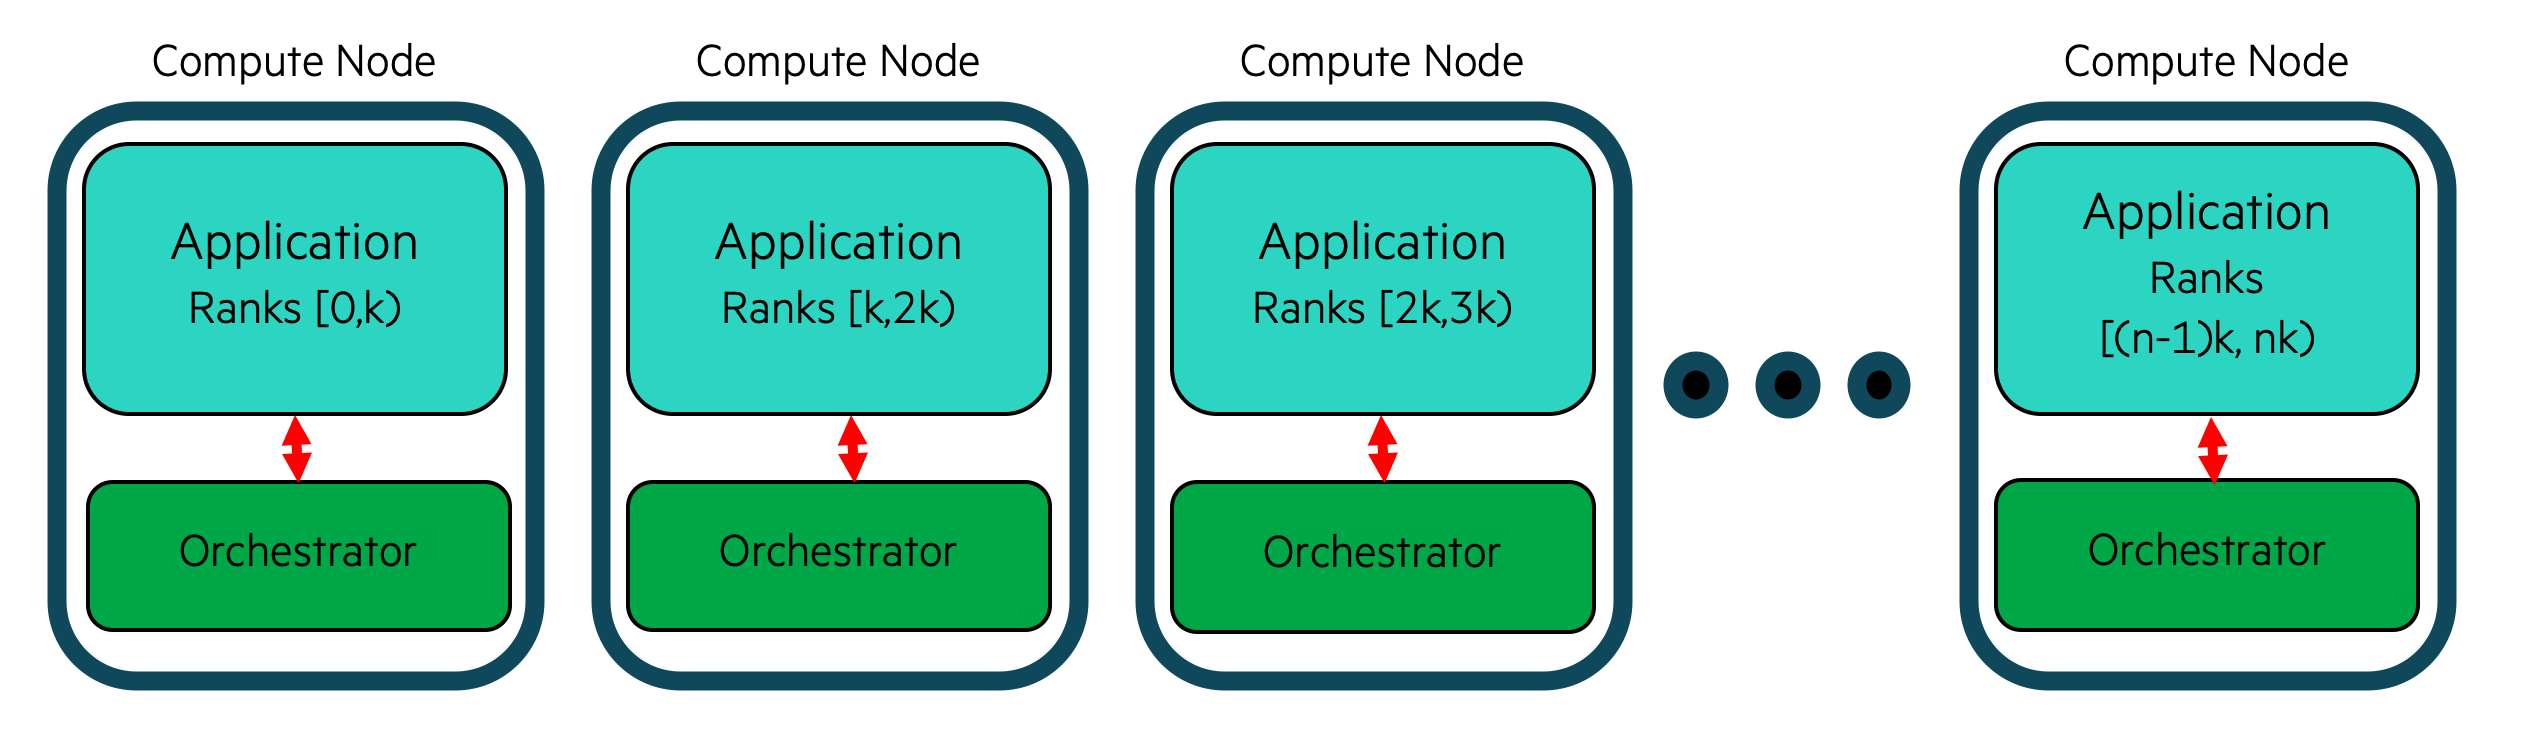 Compute Node
Application
Ranks [0,k)
Orchestrator
Compute Node
Application
Ranks [k,2k)
Orchestrator
Compute Node
Application
Ranks [2k,3k)
Orchestrator
Compute Node
Application
Ranks
[(n-1)k, nk)
Orchestrator